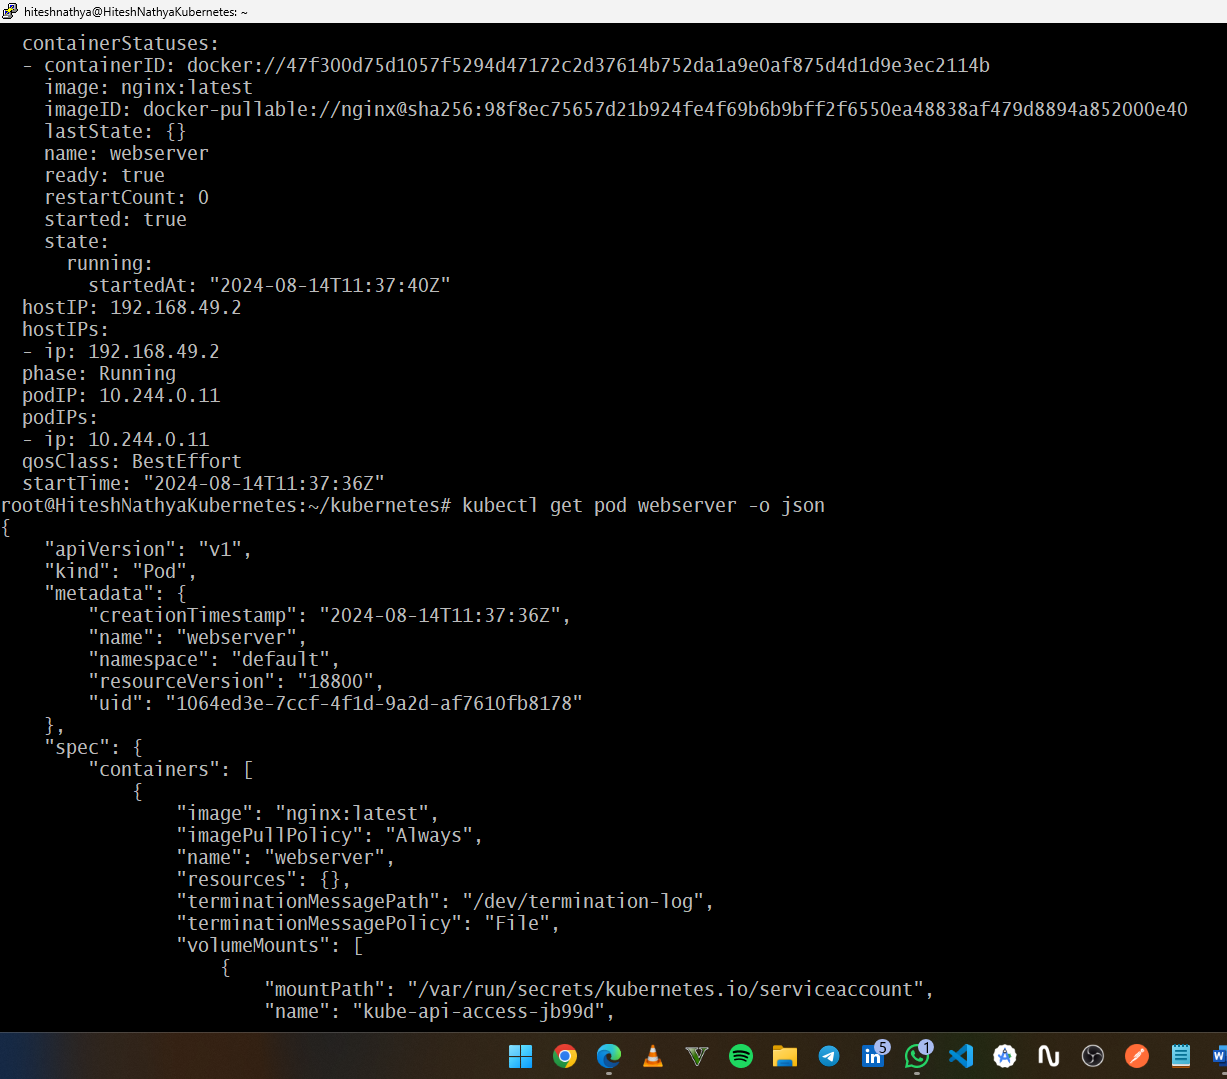 hiteshnathya@HiteshNathyaKubernetes: ~
containerStatuses:
- containerID: docker://47f300d75d1057f5294d47172c2d37614b752da1a9e0af875d4d1d9e3ec2114b
image: nginx:latest
imageID: docker-pullable://nginx@sha256:98f8ec75657d21b924fe4f69b6b9bff2f6550ea48838af479d8894a852000e40
lastState: {}
name: webserver
ready: true
restartCount: 0
started: true
state:
running:
startedAt: "2024-08-14T11:37:40Z"
hostIP: 192.168.49.2
hostIPs:
- ip: 192.168.49.2
phase: Running
podIP: 10.244.0.11
podIPs:
- ip: 10.244.0.11
qosClass: BestEffort
startTime: "2024-08-14T11:37:36Z"
root@HiteshNathyaKubernetes:~/kubernetes# kubectl get pod webserver -o json
{
"apiVersion": "v1",
"kind": "Pod",
"metadata": {
"creationTimestamp": "2024-08-14T11:37:36Z",
"name": "webserver",
"namespace": "default",
"resourceVersion": "18800",
"uid": "1064ed3e-7ccf-4f1d-9a2d-af7610fb8178"
},
"spec": {
"containers": [
{
"image": "nginx:latest",
"imagePullPolicy": "Always",
"name": "webserver",
"resources": {},
"terminationMessagePath": "/dev/termination-log",
"terminationMessagePolicy": "File",
"volumeMounts": [
{
"mountPath": "/var/run/secrets/kubernetes.io/serviceaccount",
"name": "kube-api-access-jb99d",
in 5 1 W